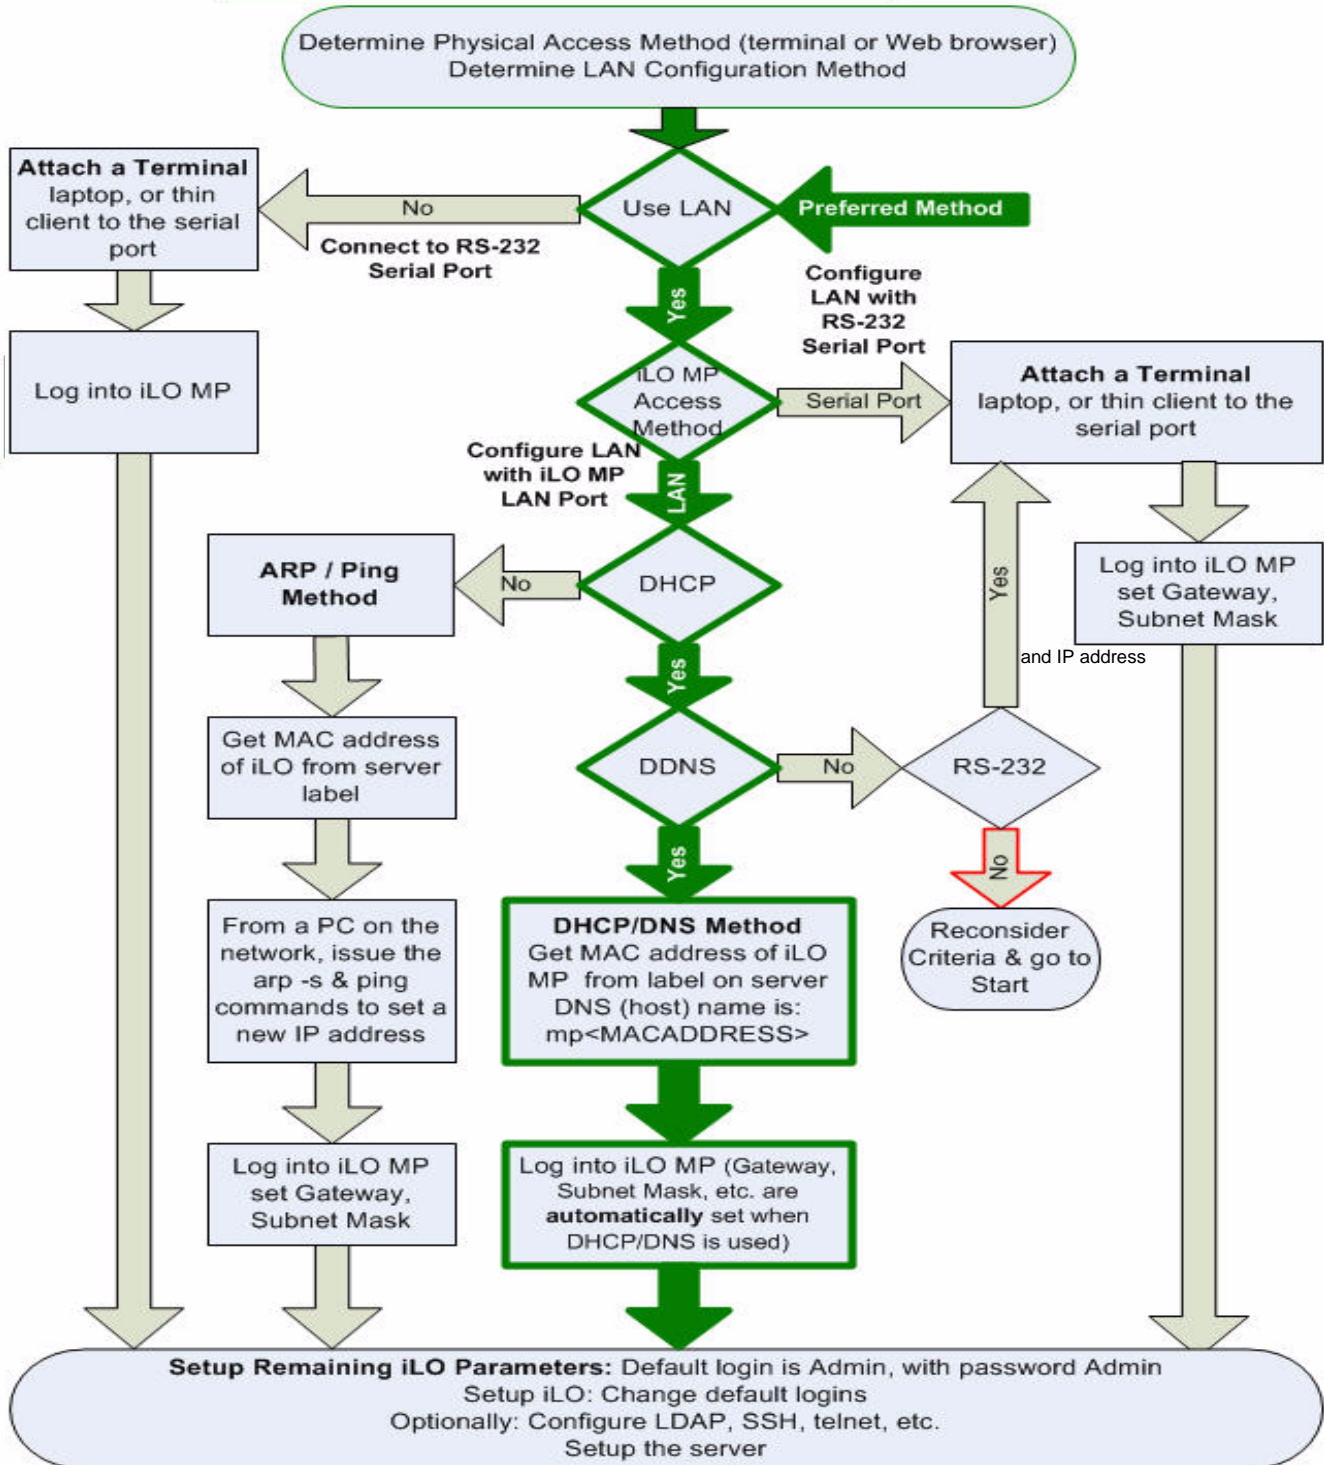 Determine Physical Access Method (terminal or Web browser)
Determine LAN Configuration Method
Attach a Terminal
laptop, or thin
client to the serial
port
No
Connect to RS-232
Serial Port
Use LAN
Preferred Method
Yes
Configure
LAN with
RS-232
Serial Port
Log into iLO MP
iLO MP
Access
Method
Serial Port
Attach a Terminal
laptop, or thin client to the
serial port
Configure LAN
with iLO MP
LAN Port
LAN
ARP / Ping
Method
No
DHCP
Yes
Yes
Log into iLO MP
set Gateway,
Subnet Mask
and IP address
Get MAC address
of iLO from server
label
DDNS
No
RS-232
Yes
No
From a PC on the
network, issue the
arp -s & ping
commands to set a
new IP address
DHCP/DNS Method
Get MAC address of iLO
MP from label on server
DNS (host) name is:
mp<MACADDRESS>
Reconsider
Criteria & go to
Start
Log into iLO MP
set Gateway,
Subnet Mask
Log into iLO MP (Gateway,
Subnet Mask, etc. are
automatically set when
DHCP/DNS is used)
Setup Remaining iLO Parameters: Default login is Admin, with password Admin
Setup iLO: Change default logins
Optionally: Configure LDAP, SSH, telnet, etc.
Setup the server